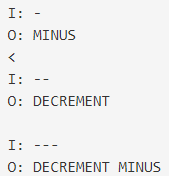 I: -
O: MINUS
<
I: --
O: DECREMENT

I: ---
O: DECREMENT MINUS